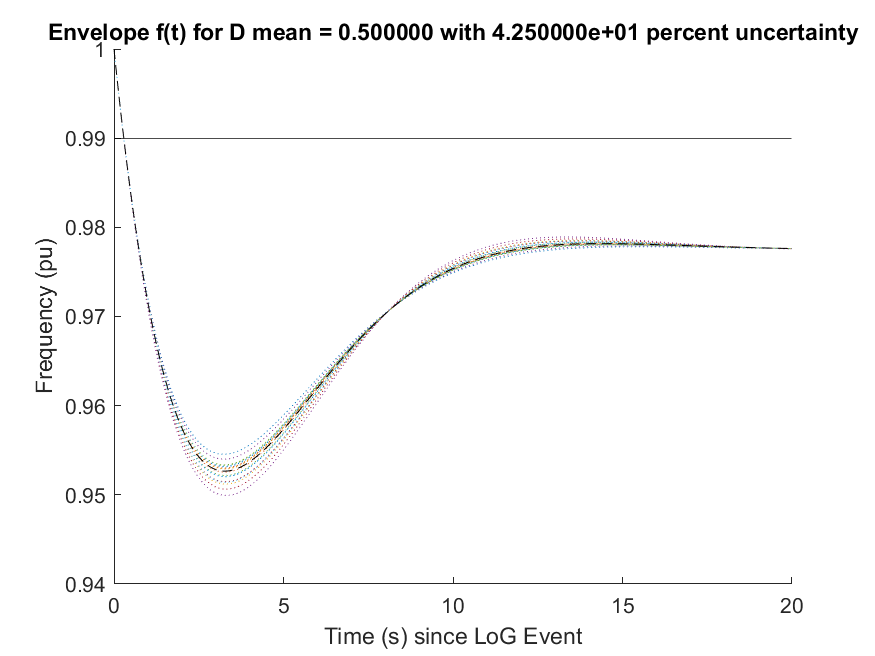 Envelope f(t) for D mean = 0.500000 with 4.250000e+01 percent uncertainty
1
0.99
0.98
0.97
0.96
0.95
0.94
Frequency (pu)
0 5 10 15 20
Time (s) since LoG Event